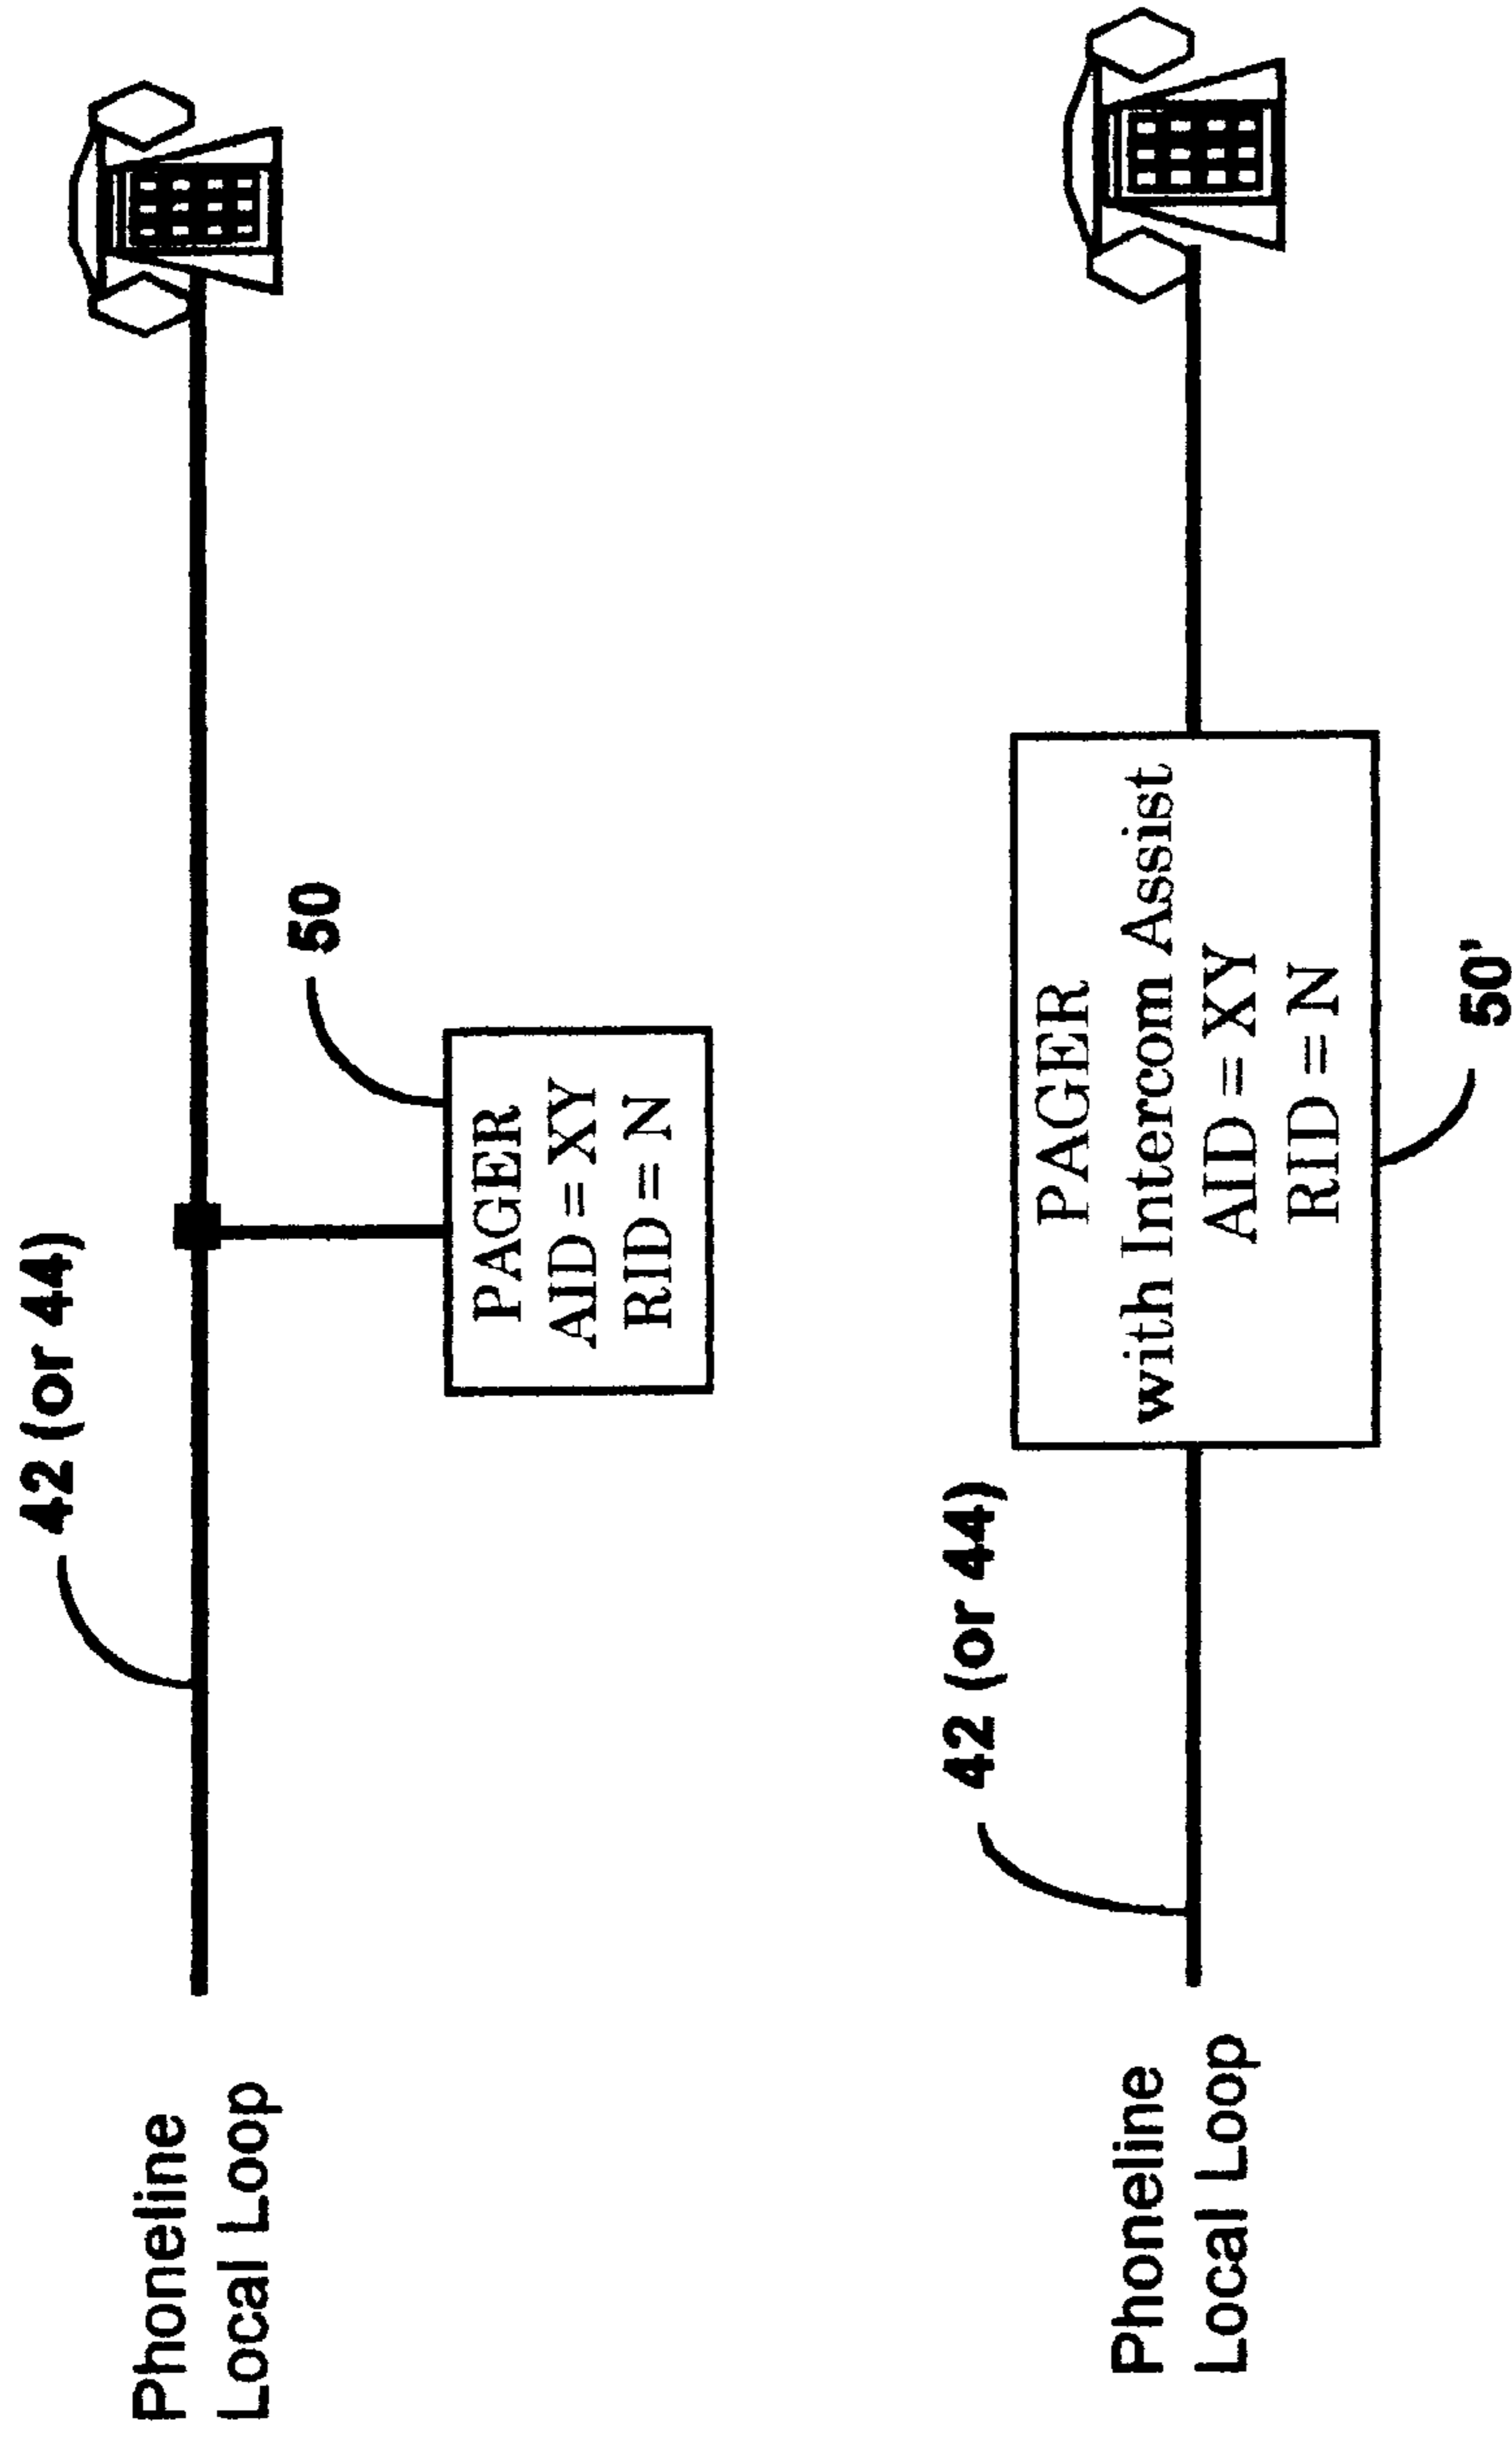 42 (or 44)
50
Phoneline
Local Loop
PAGER
AID = XY
RID = N
42 (or 44)
Phoneline
Local Loop
PAGER
with Intercom Assist
AID = XY
RID = N
50'